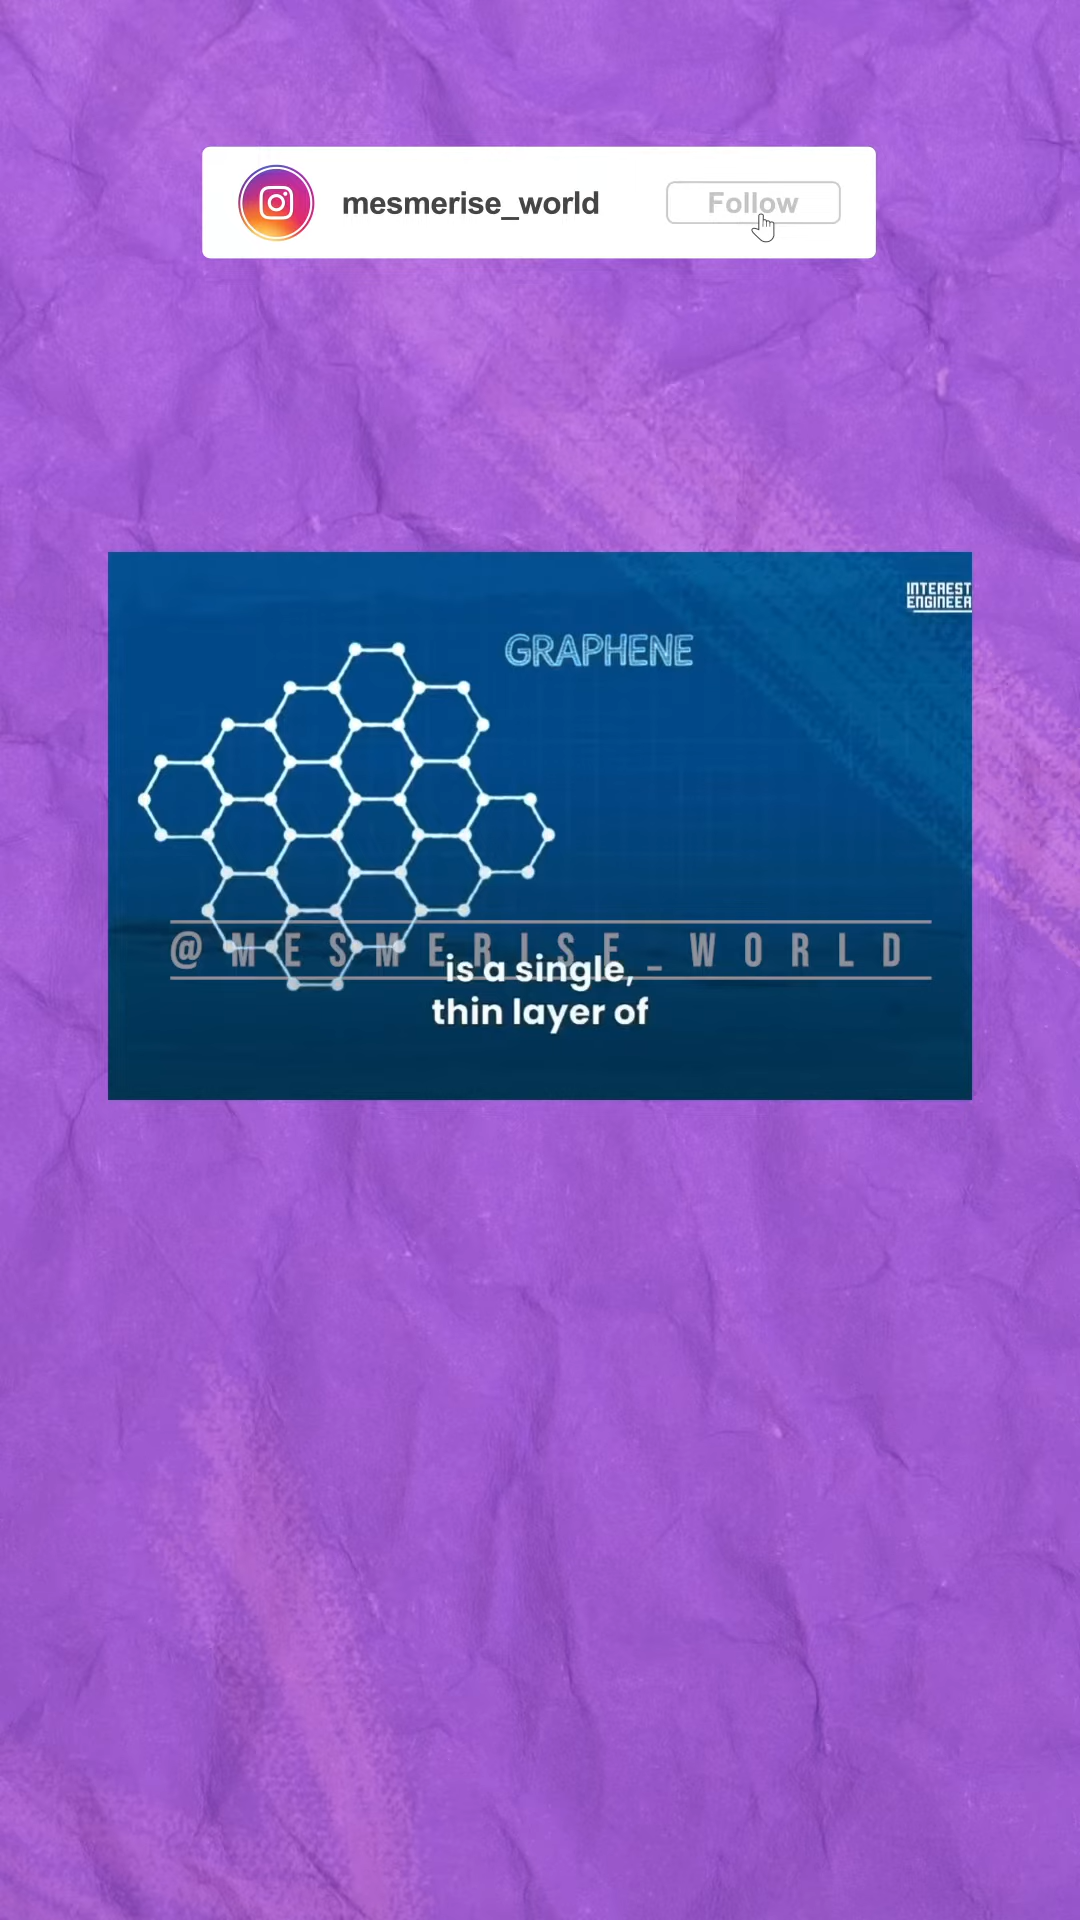 mesmerise_world
Follow
INTEREST
ENGINEER
GRAPHENE
@MESMERISE_WORLD
is a single,
thin layer of